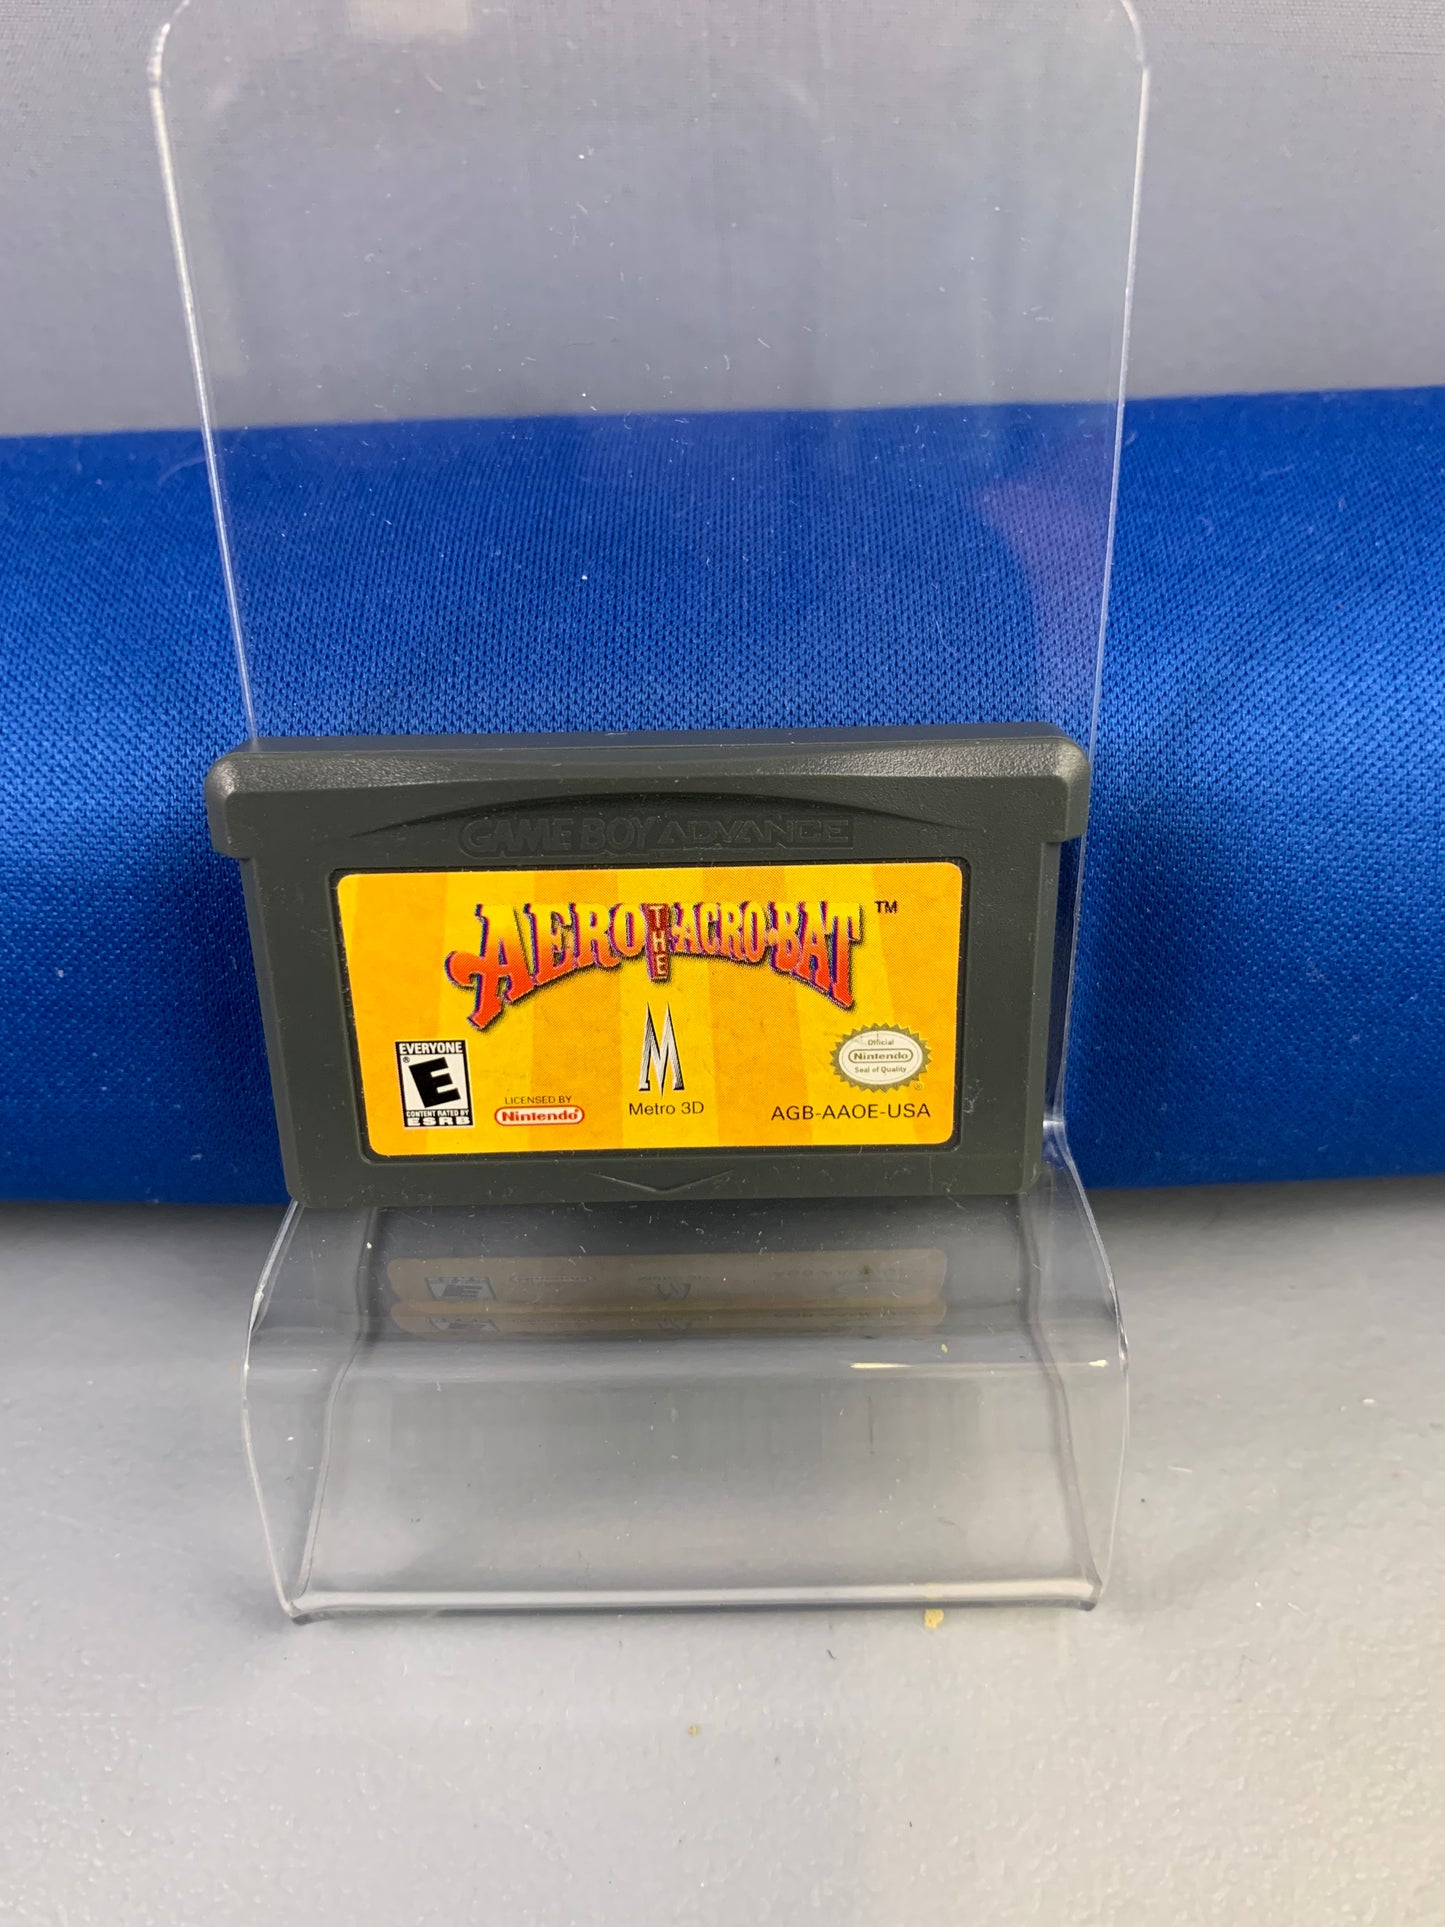 GAME BOY ADVANCE
AERO THE ACRO-BAT ™
M
EVERYONE
E
CONTENT RATED BY
ESRB
LICENSED BY
Nintendo
Metro 3D
Official
Nintendo
Seal of Quality
AGB-AAOE-USA